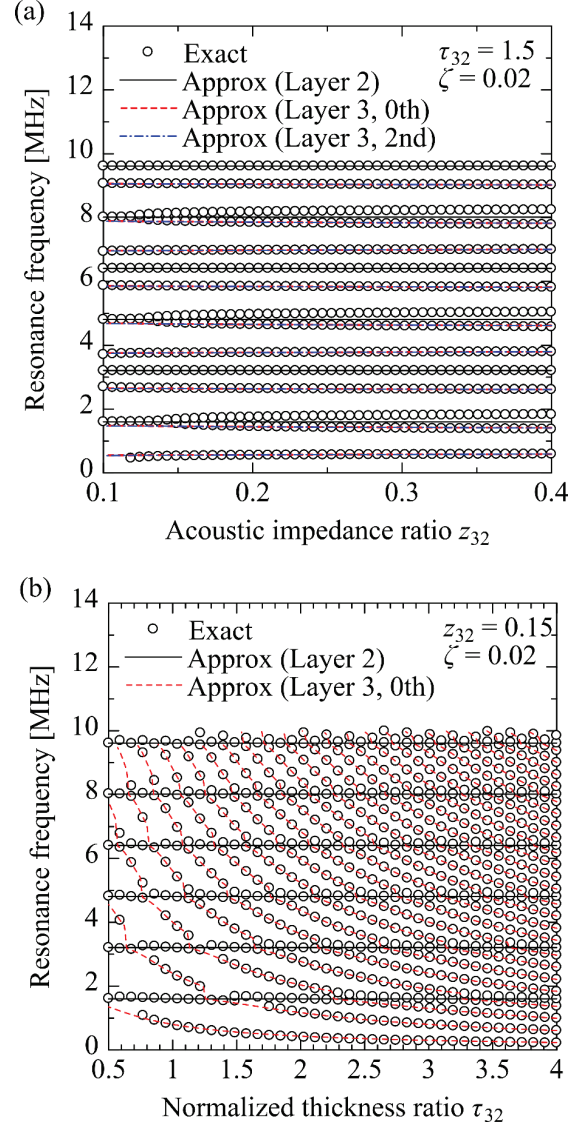 (a)
14
12
10
8
6
4
2
0
Resonance frequency [MHz]
Exact
Approx (Layer 2)
Approx (Layer 3, 0th)
Approx (Layer 3, 2nd)
τ32 = 1.5
ζ = 0.02
0.1 0.2 0.3 0.4
Acoustic impedance ratio z32
(b)
14
12
10
8
6
4
2
0
Resonance frequency [MHz]
Exact
Approx (Layer 2)
Approx (Layer 3, 0th)
z32 = 0.15
ζ = 0.02
0.5 1 1.5 2 2.5 3 3.5 4
Normalized thickness ratio τ32